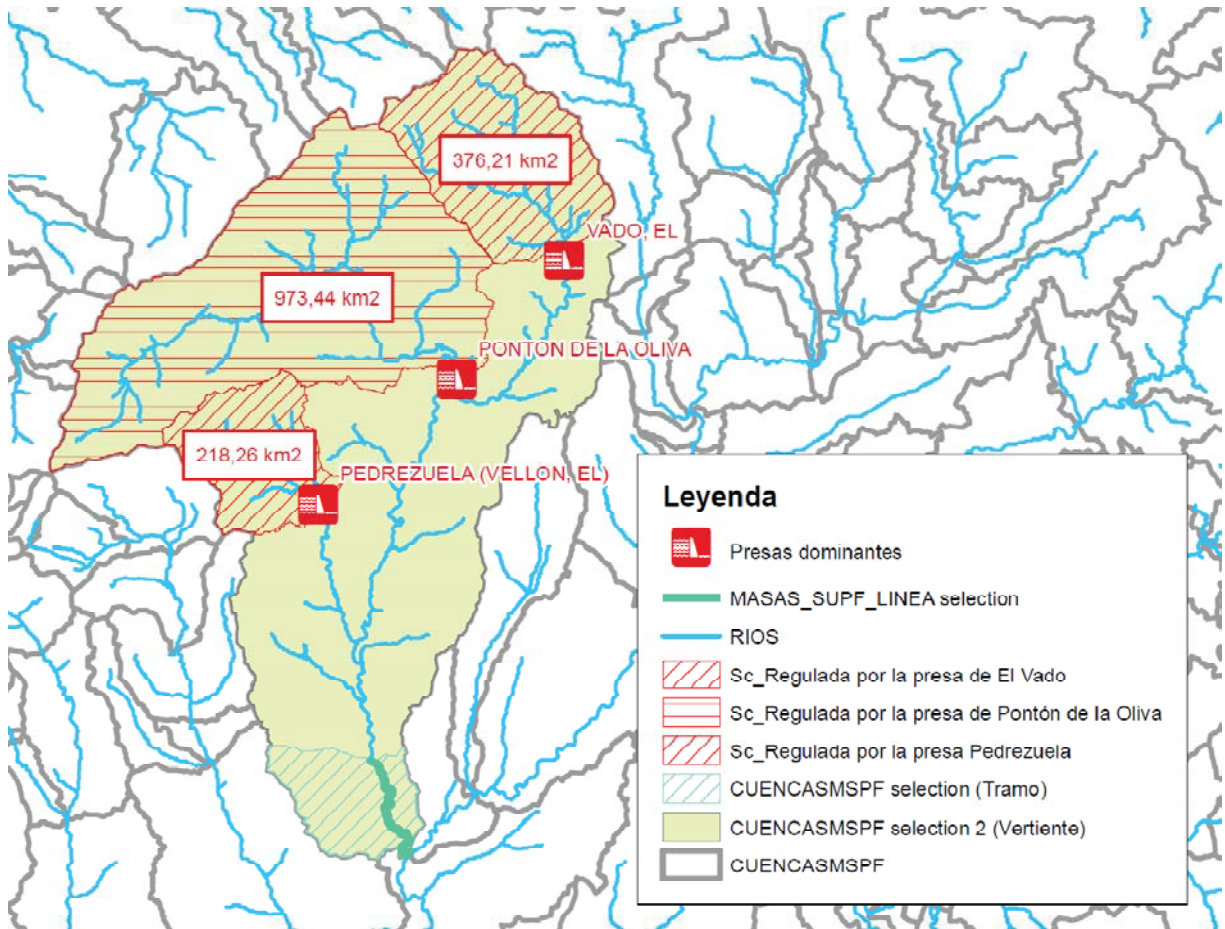 376,21 km2
VADO, EL
973,44 km2
PONTON DE LA OLIVA
218,26 km2
PEDREZUELA (VELLON, EL)
Leyenda
Presas dominantes
MASAS_SUPF_LINEA selection
RIOS
Sc_Regulada por la presa de El Vado
Sc_Regulada por la presa de Pontón de la Oliva
Sc_Regulada por la presa Pedrezuela
CUENCASMSPF selection (Tramo)
CUENCASMSPF selection 2 (Vertiente)
CUENCASMSPF